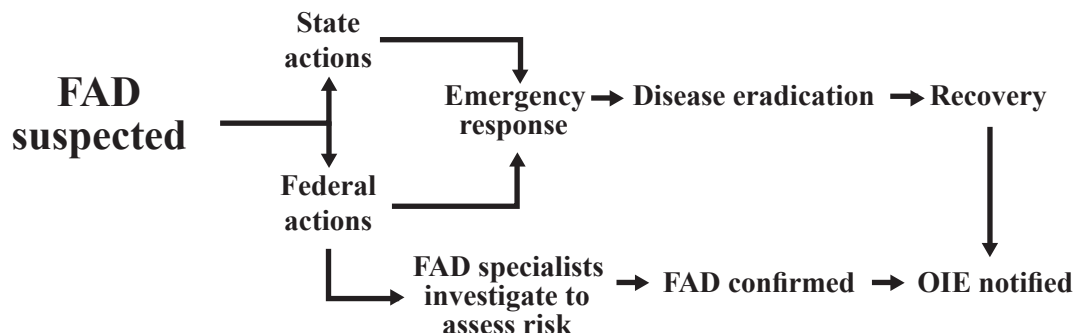 State
actions
FAD
suspected
Emergency
response
Disease eradication
Recovery
Federal
actions
FAD specialists
investigate to
assess risk
FAD confirmed
OIE notified